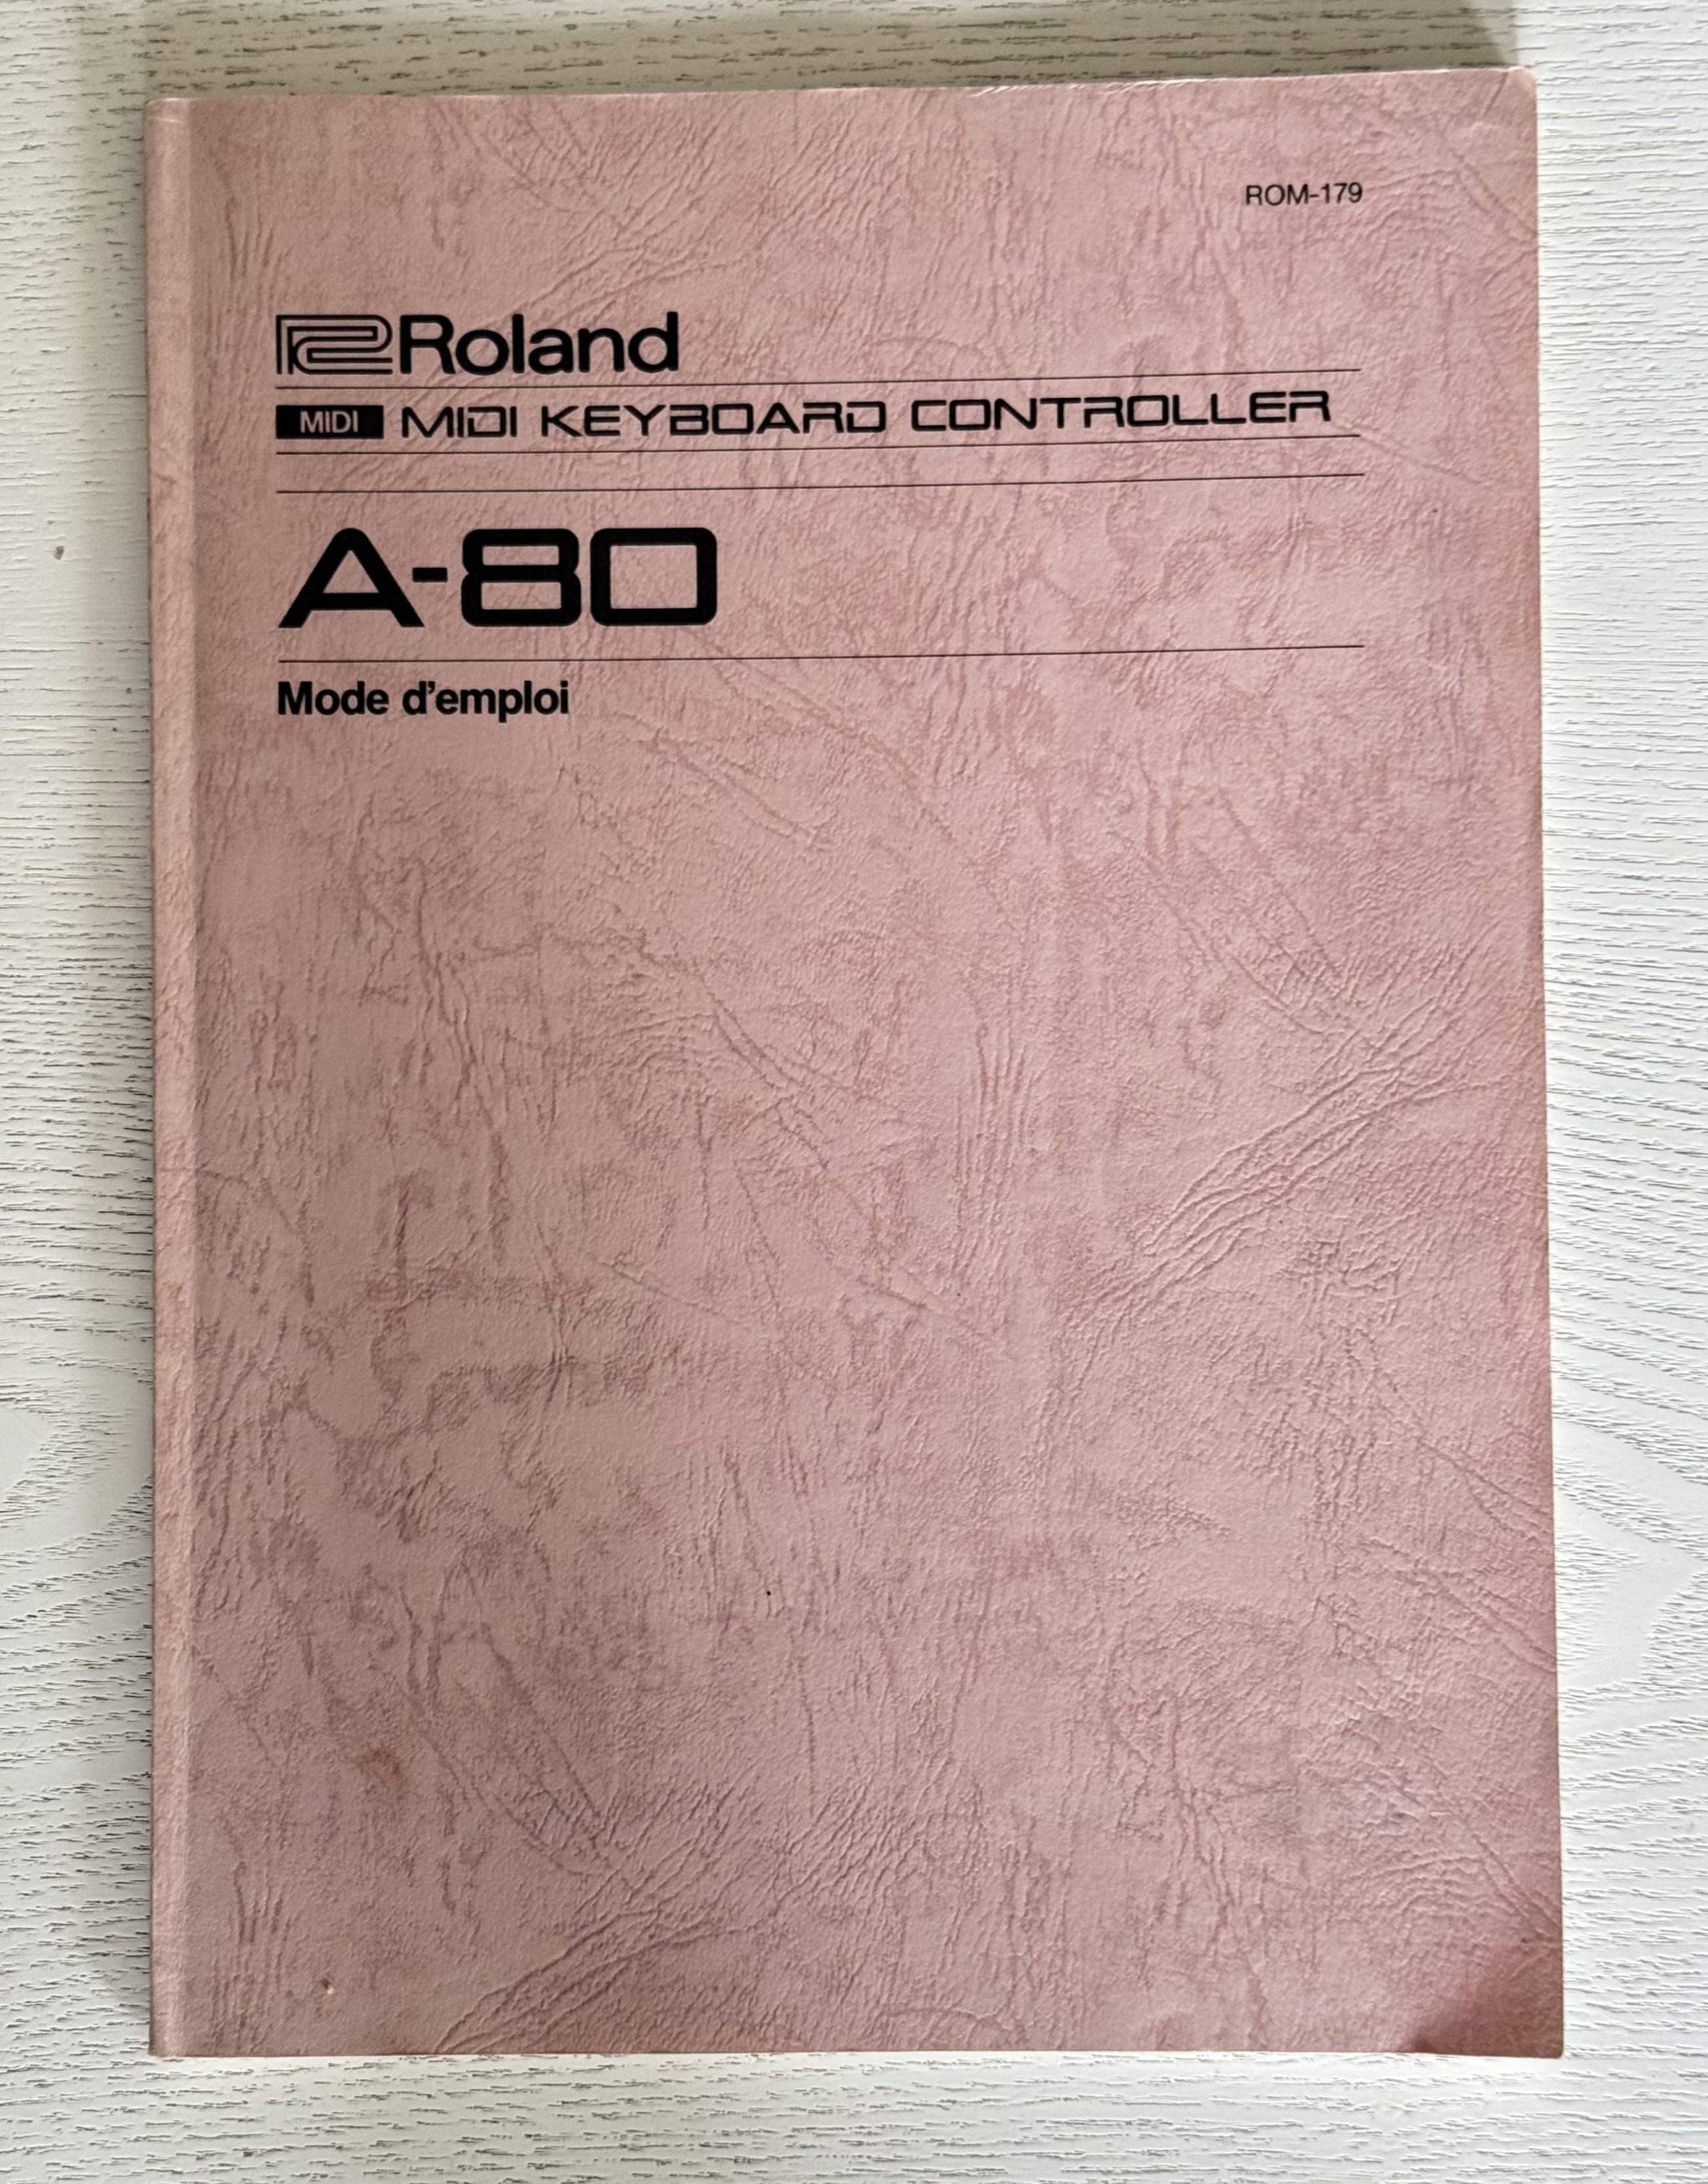 ROM-179
Roland
MIDI MIDI KEYBOARD CONTROLLER
A-80
Mode d'emploi